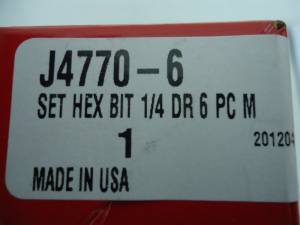 J4770-6
SET HEX BIT 1/4 DR 6 PC M
1
201204
MADE IN USA